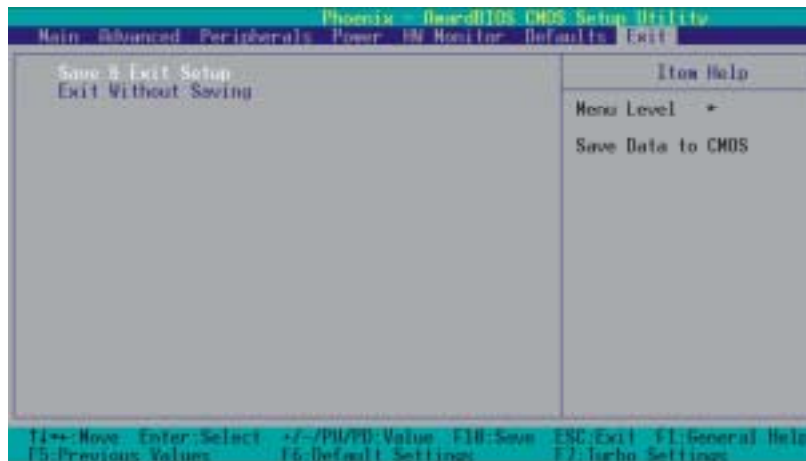 Phoenix - AwardBIOS CMOS Setup Utility
Main Advanced Peripherals Power HW Monitor Defaults Exit
Save & Exit Setup
Exit Without Saving
Item Help
Menu Level
Save Data to CMOS
↑↓→←:Move Enter:Select +/-/PU/PD:Value F10:Save ESC:Exit F1:General Help
F5:Previous Values F6:Default Settings F7:Turbo Settings